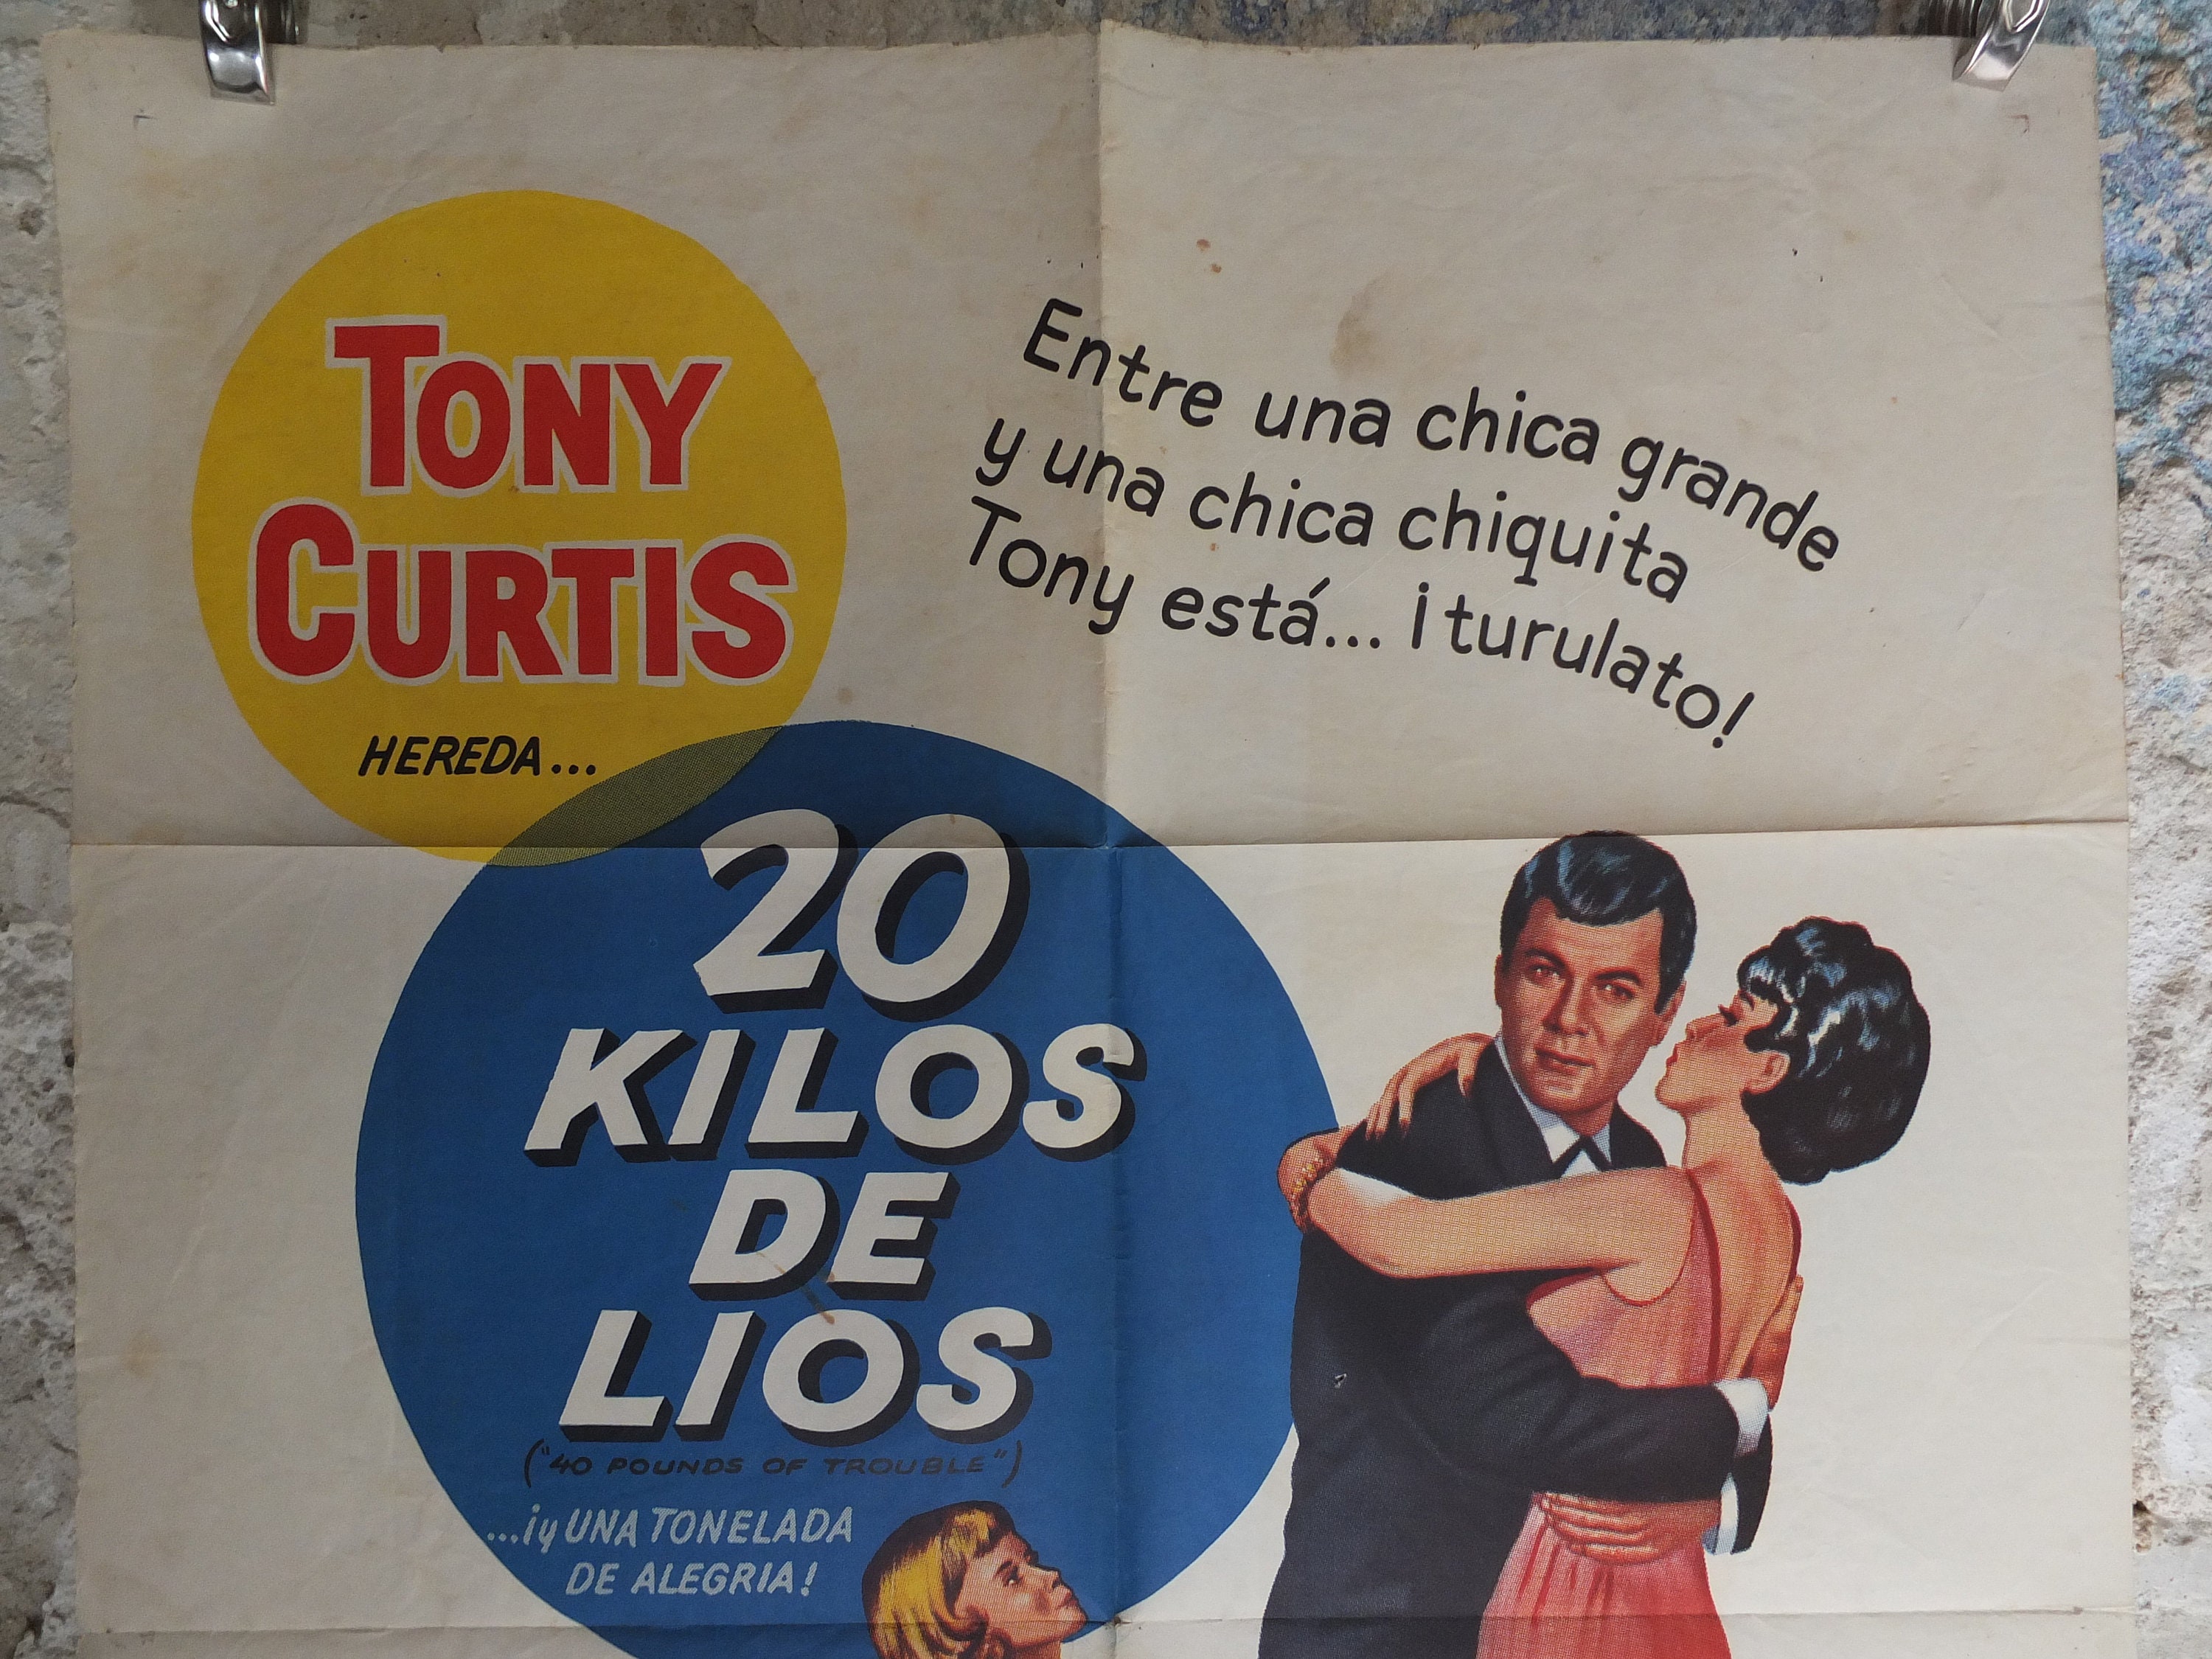 TONY
CURTIS
HEREDA...
Entre una chica grande
y una chica chiquita
Tony está... ¡turulato!
20
KILOS
DE
LIOS
("40 POUNDS OF TROUBLE")
...¡y UNA TONELADA
DE ALEGRIA!